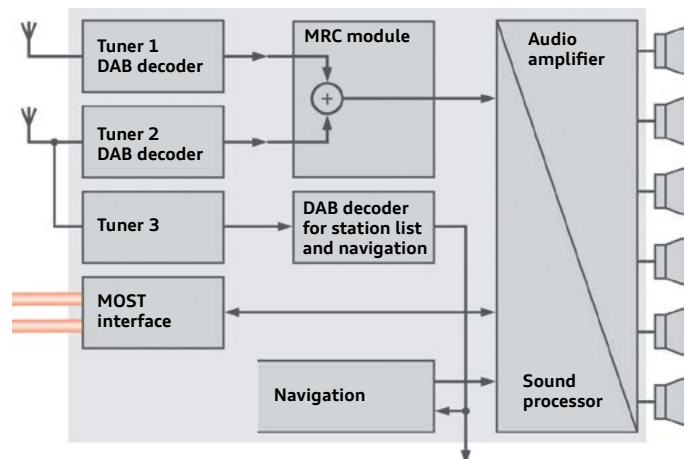 Tuner 1
DAB decoder
MRC module
Audio
amplifier
+
Tuner 2
DAB decoder
Tuner 3
DAB decoder
for station list
and navigation
MOST
interface
Navigation
Sound
processor